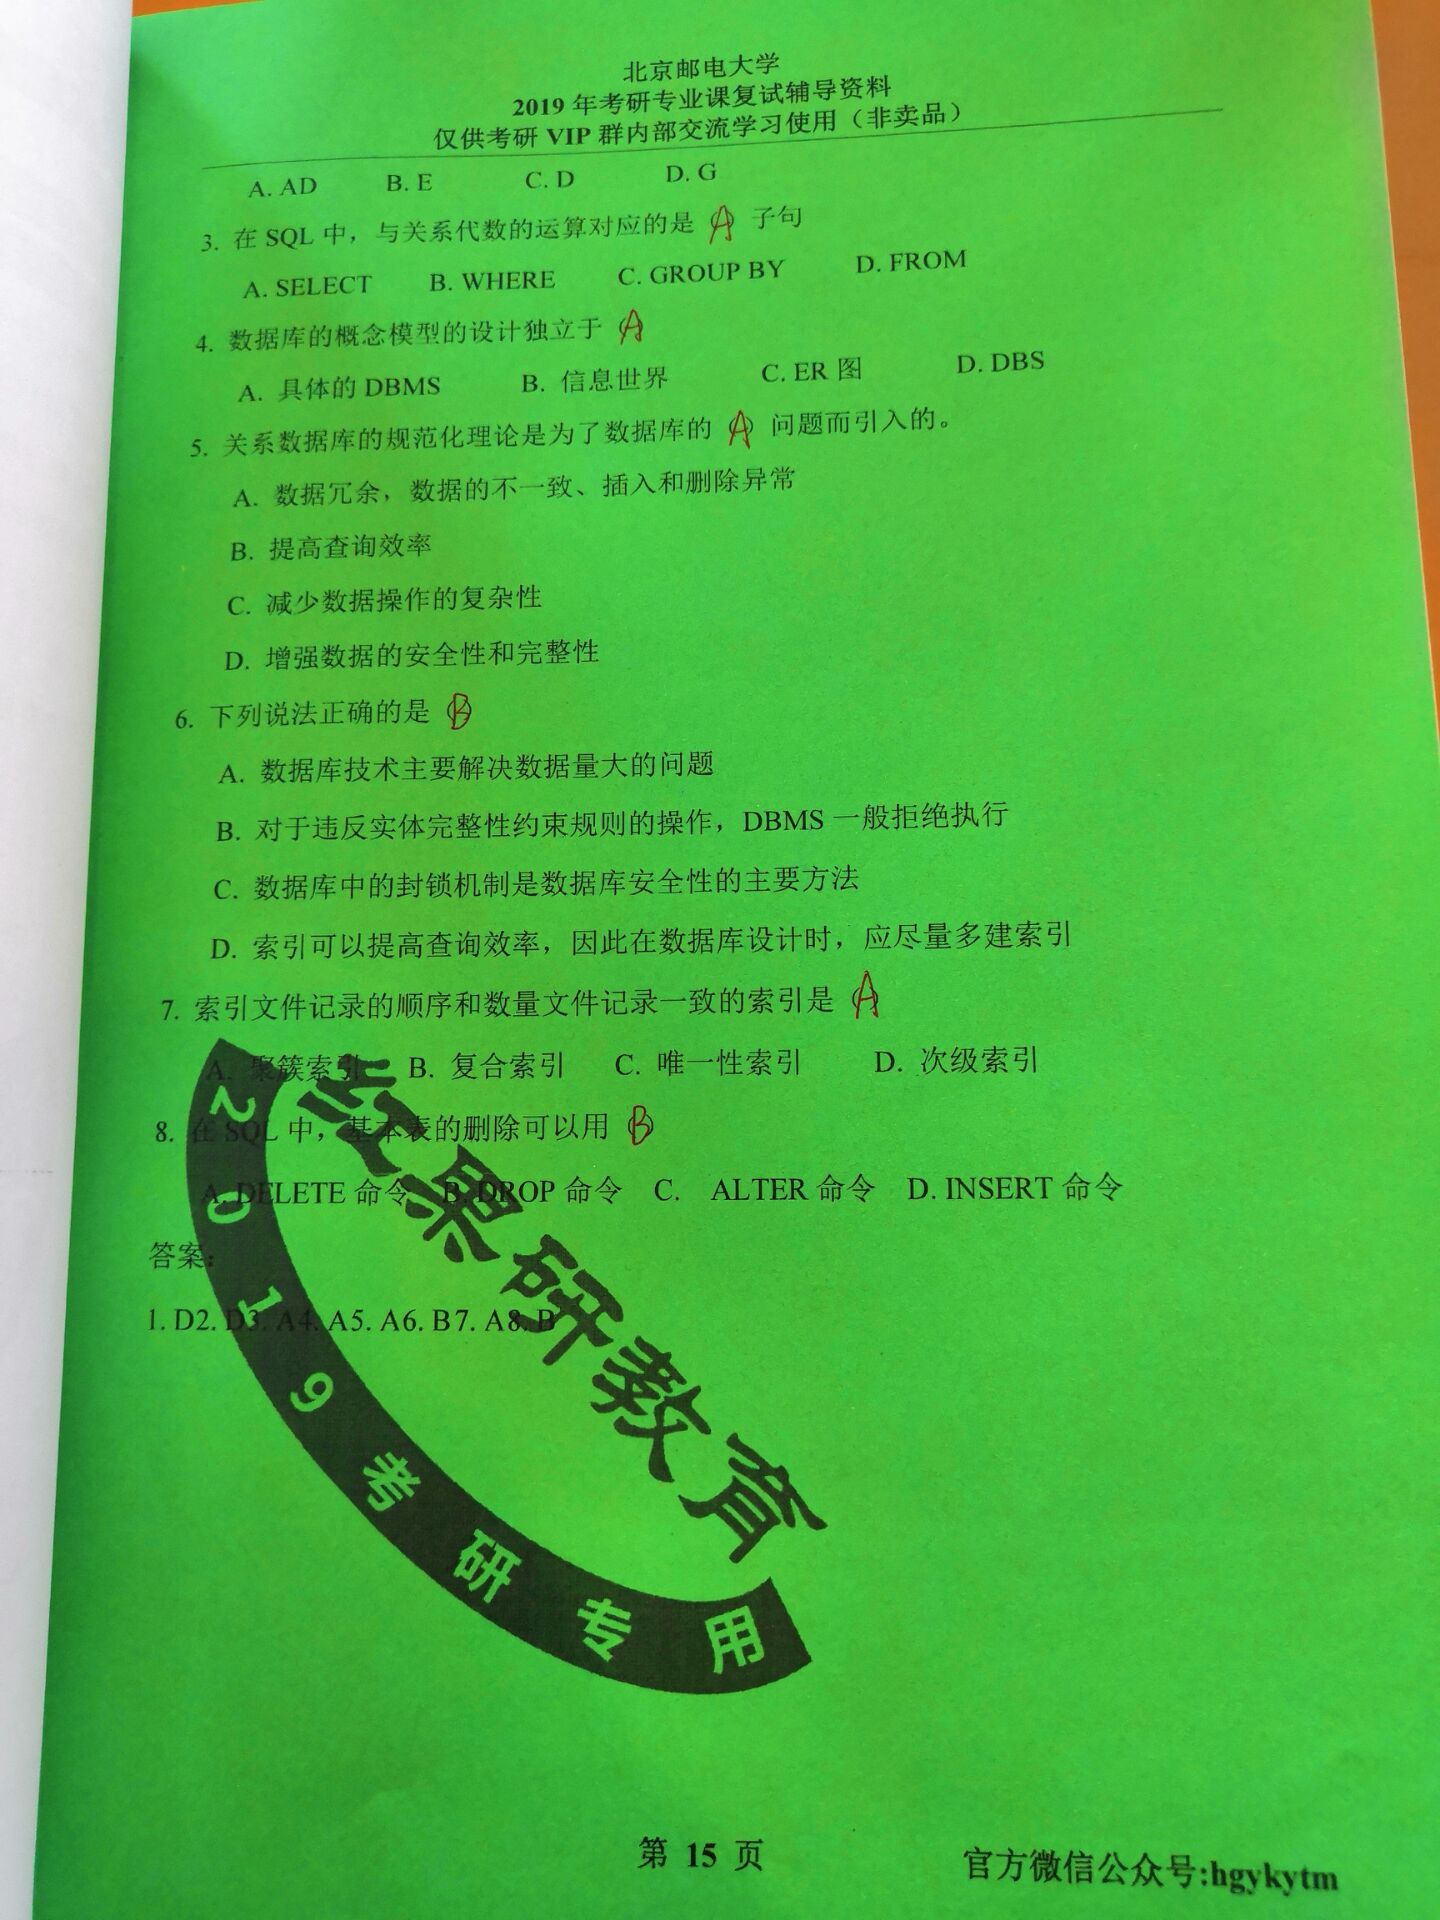 北京邮电大学
2019 年考研专业课复试辅导资料
仅供考研 VIP 群内部交流学习使用（非卖品）
A. AD B. E C. D D. G
3. 在 SQL 中，与关系代数的运算对应的是 A 子句
A. SELECT B. WHERE C. GROUP BY D. FROM
4. 数据库的概念模型的设计独立于 A
A. 具体的 DBMS B. 信息世界 C. ER 图 D. DBS
5. 关系数据库的规范化理论是为了数据库的 A 问题而引入的。
A. 数据冗余，数据的不一致、插入和删除异常
B. 提高查询效率
C. 减少数据操作的复杂性
D. 增强数据的安全性和完整性
6. 下列说法正确的是 B
A. 数据库技术主要解决数据量大的问题
B. 对于违反实体完整性约束规则的操作，DBMS 一般拒绝执行
C. 数据库中的封锁机制是数据库安全性的主要方法
D. 索引可以提高查询效率，因此在数据库设计时，应尽量多建索引
7. 索引文件记录的顺序和数量文件记录一致的索引是 A
A. 聚簇索引 B. 复合索引 C. 唯一性索引 D. 次级索引
8. 在 SQL 中，基本表的删除可以用 B
A. DELETE 命令 B. DROP 命令 C. ALTER 命令 D. INSERT 命令
答案：
1. D2. D3. A4. A5. A6. B7. A8. B
果研教育
2019考研专用
第 15 页
官方微信公众号:hgykytm